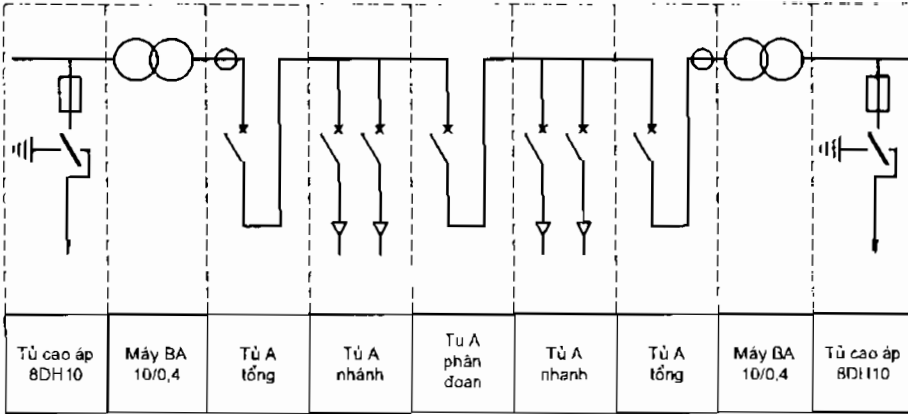 Tủ cao áp
8DH10
Máy BA
10/0,4
Tủ A
tổng
Tủ A
nhánh
Tu A
phân
đoan
Tủ A
nhanh
Tủ A
tổng
Máy BA
10/0,4
Tủ cao áp
8DH10